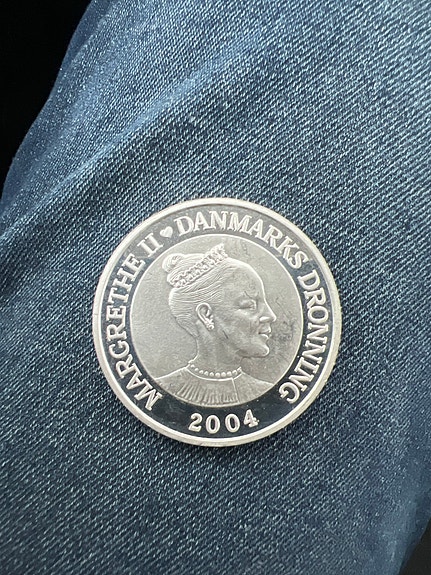 MARGRETHE II ♥ DANMARKS DRONNING
2004